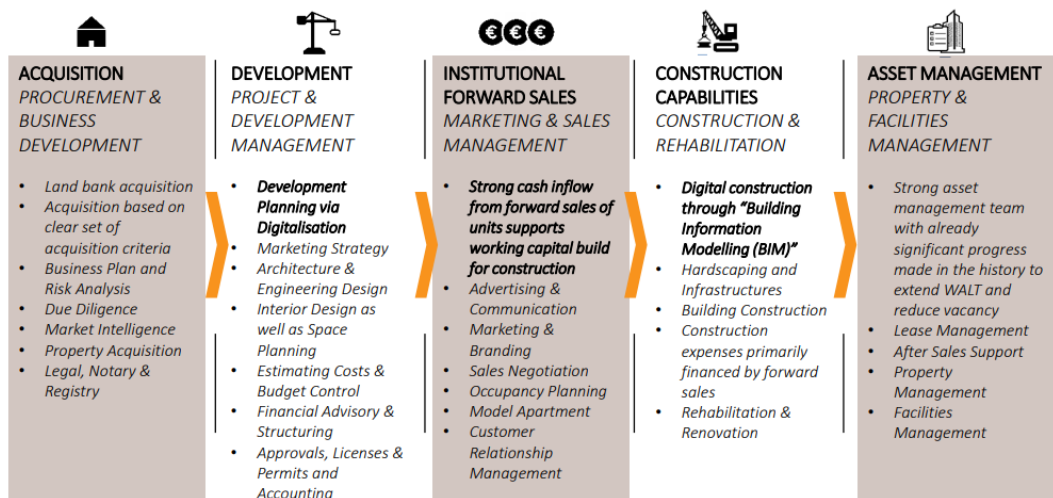 ACQUISITION
PROCUREMENT &
BUSINESS
DEVELOPMENT
• Land bank acquisition
• Acquisition based on
clear set of
acquisition criteria
• Business Plan and
Risk Analysis
• Due Diligence
• Market Intelligence
• Property Acquisition
• Legal, Notary &
Registry
DEVELOPMENT
PROJECT &
DEVELOPMENT
MANAGEMENT
• Development
Planning via
Digitalisation
• Marketing Strategy
• Architecture &
Engineering Design
• Interior Design as
well as Space
Planning
• Estimating Costs &
Budget Control
• Financial Advisory &
Structuring
• Approvals, Licenses &
Permits and
Accounting
€ € €
INSTITUTIONAL
FORWARD SALES
MARKETING & SALES
MANAGEMENT
• Strong cash inflow
from forward sales of
units supports
working capital build
for construction
• Advertising &
Communication
• Marketing &
Branding
• Sales Negotiation
• Occupancy Planning
• Model Apartment
• Customer
Relationship
Management
CONSTRUCTION
CAPABILITIES
CONSTRUCTION &
REHABILITATION
• Digital construction
through “Building
Information
Modelling (BIM)”
• Hardscaping and
Infrastructures
• Building Construction
• Construction
expenses primarily
financed by forward
sales
• Rehabilitation &
Renovation
ASSET MANAGEMENT
PROPERTY &
FACILITIES
MANAGEMENT
• Strong asset
management team
with already
significant progress
made in the history to
extend WALT and
reduce vacancy
• Lease Management
• After Sales Support
• Property
Management
• Facilities
Management